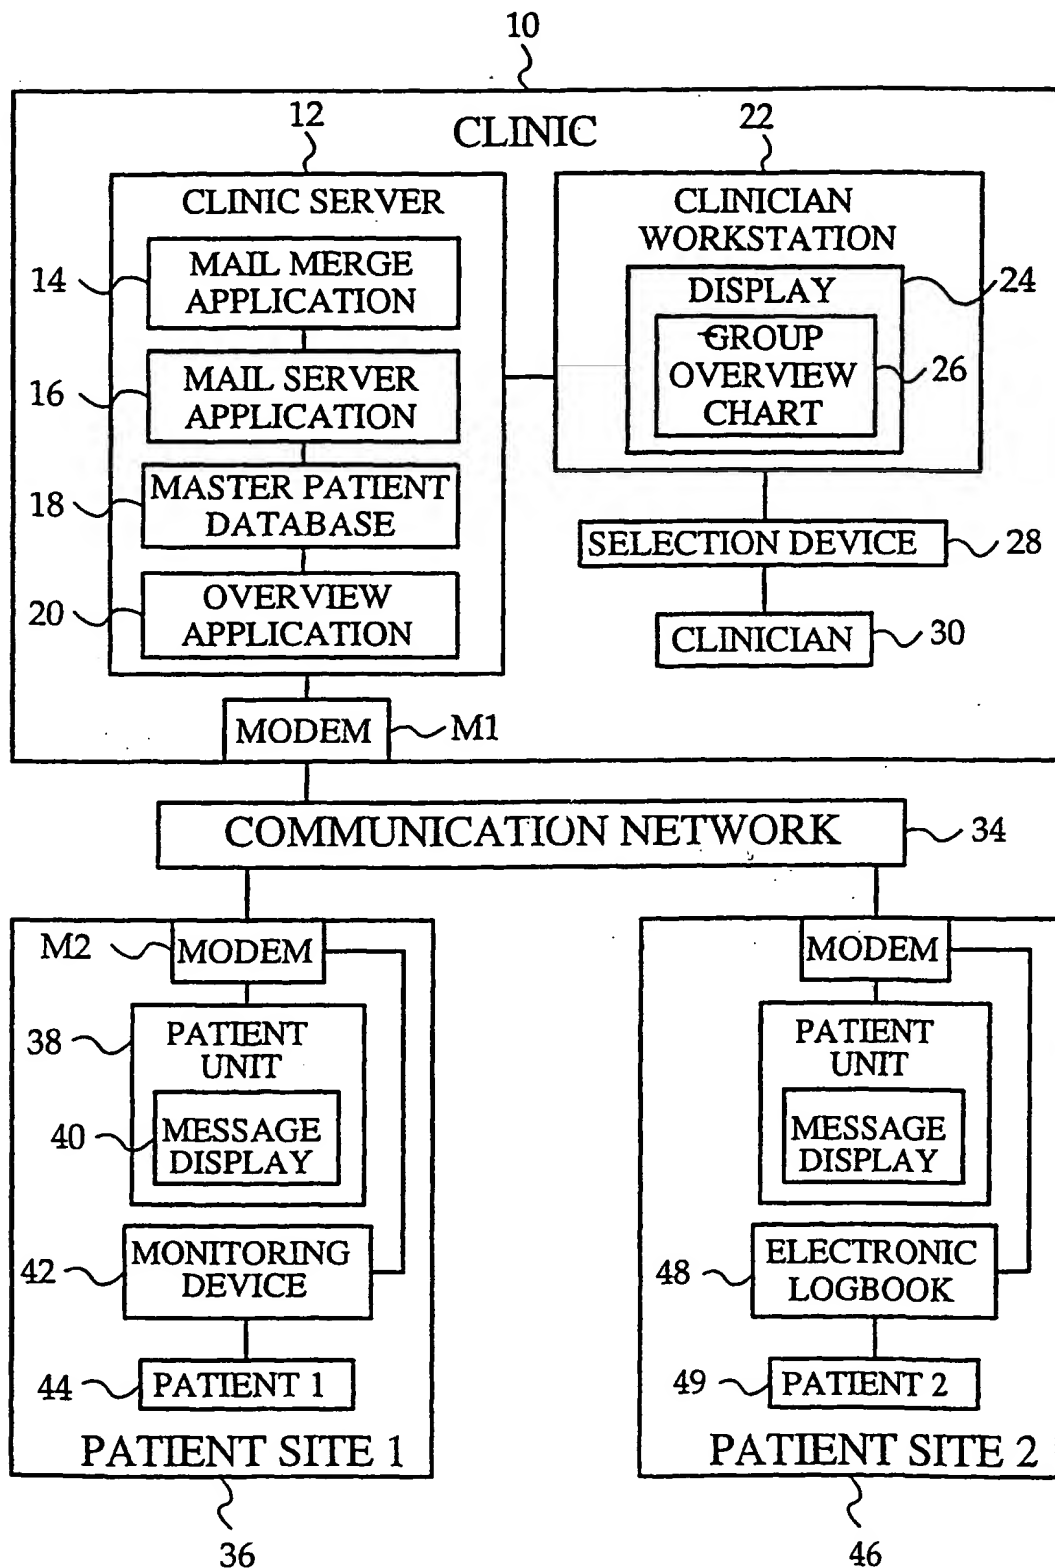 10
12
CLINIC
22
CLINIC SERVER
CLINICIAN
WORKSTATION
14
MAIL MERGE
APPLICATION
DISPLAY
24
GROUP
OVERVIEW
CHART
26
16
MAIL SERVER
APPLICATION
18
MASTER PATIENT
DATABASE
SELECTION DEVICE
28
20
OVERVIEW
APPLICATION
CLINICIAN
30
MODEM
M1
COMMUNICATION NETWORK
34
M2
MODEM
MODEM
38
PATIENT
UNIT
PATIENT
UNIT
40
MESSAGE
DISPLAY
MESSAGE
DISPLAY
42
MONITORING
DEVICE
48
ELECTRONIC
LOGBOOK
44
PATIENT 1
49
PATIENT 2
PATIENT SITE 1
PATIENT SITE 2
36
46